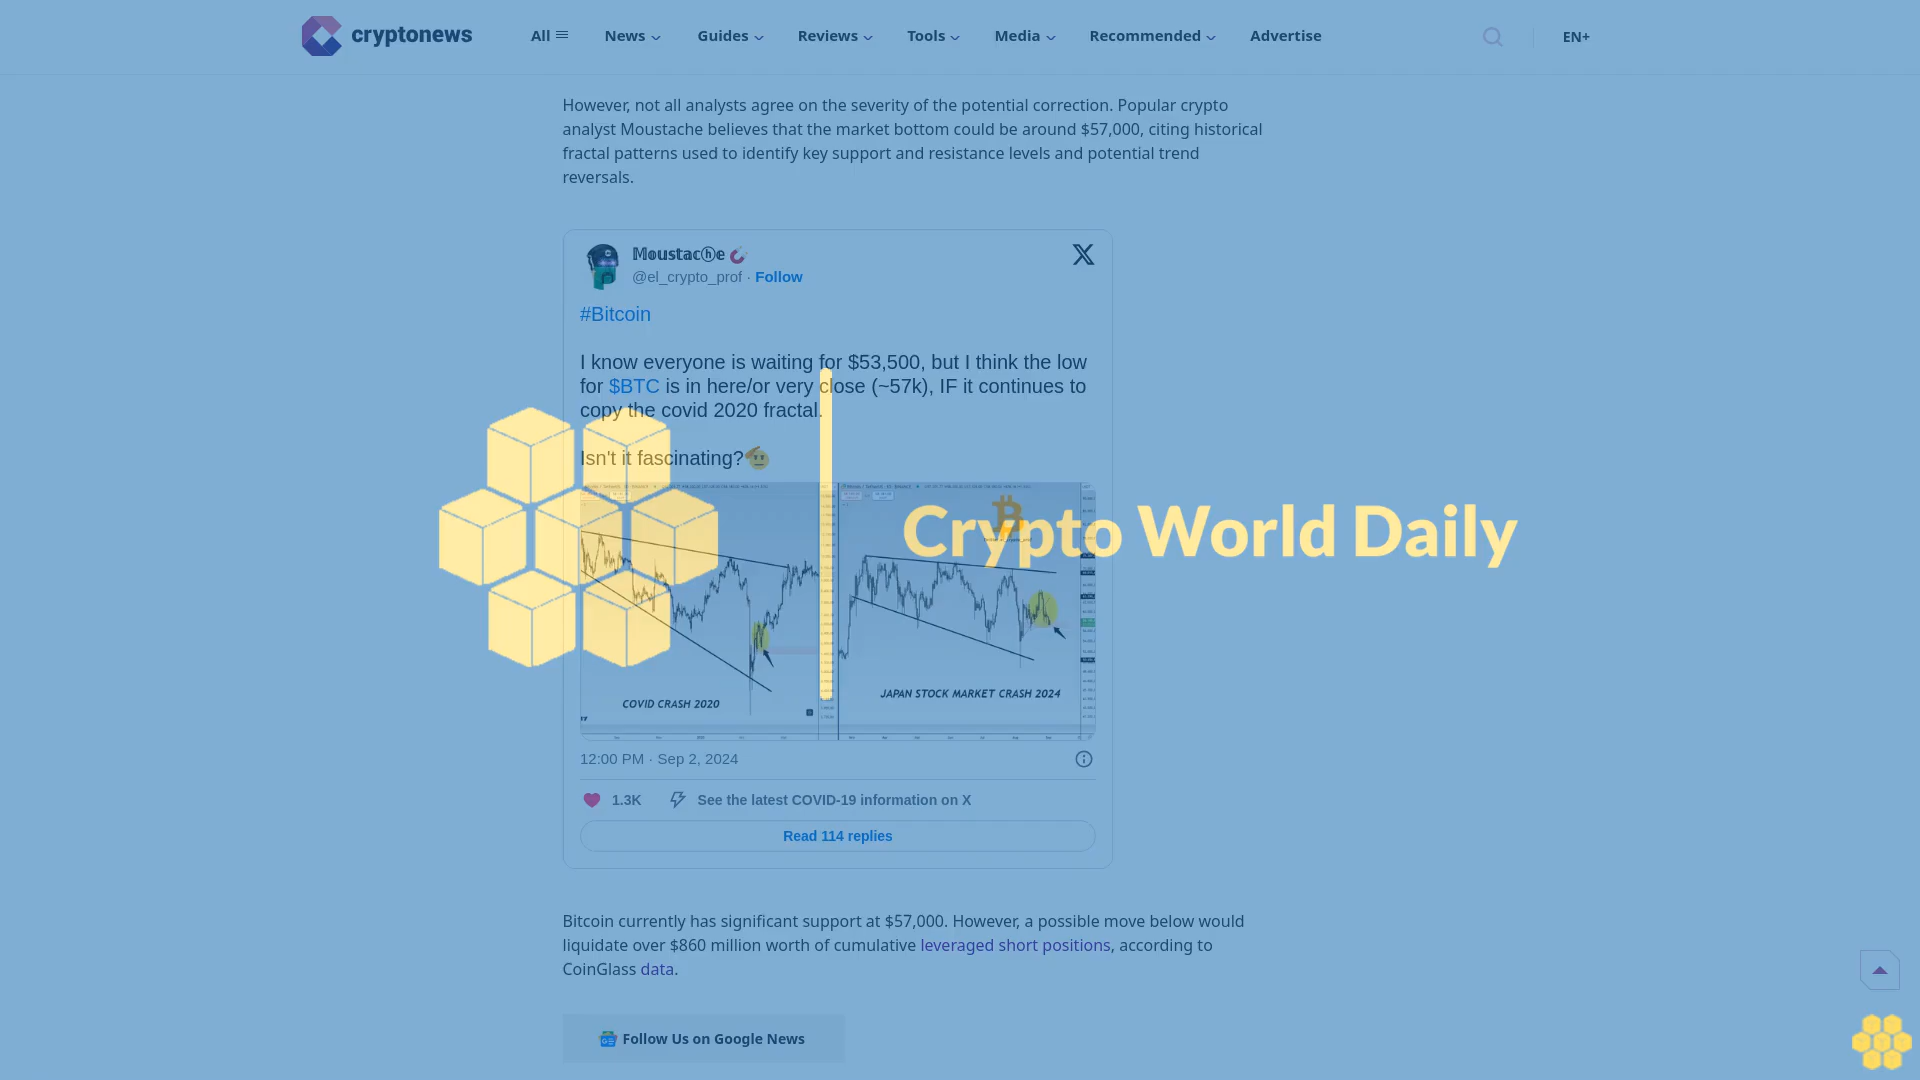 cryptonews
All
News
Guides
Reviews
Tools
Media
Recommended
Advertise
EN+
However, not all analysts agree on the severity of the potential correction. Popular crypto
analyst Moustache believes that the market bottom could be around $57,000, citing historical
fractal patterns used to identify key support and resistance levels and potential trend
reversals.
𝕄oustacⓗe
@el_crypto_prof · Follow
#Bitcoin
I know everyone is waiting for $53,500, but I think the low
for $BTC is in here/or very close (~57k), IF it continues to
copy the covid 2020 fractal.
Isn't it fascinating?
Crypto World Daily
COVID CRASH 2020
JAPAN STOCK MARKET CRASH 2024
12:00 PM · Sep 2, 2024
1.3K
See the latest COVID-19 information on X
Read 114 replies
Bitcoin currently has significant support at $57,000. However, a possible move below would
liquidate over $860 million worth of cumulative leveraged short positions, according to
CoinGlass data.
Follow Us on Google News